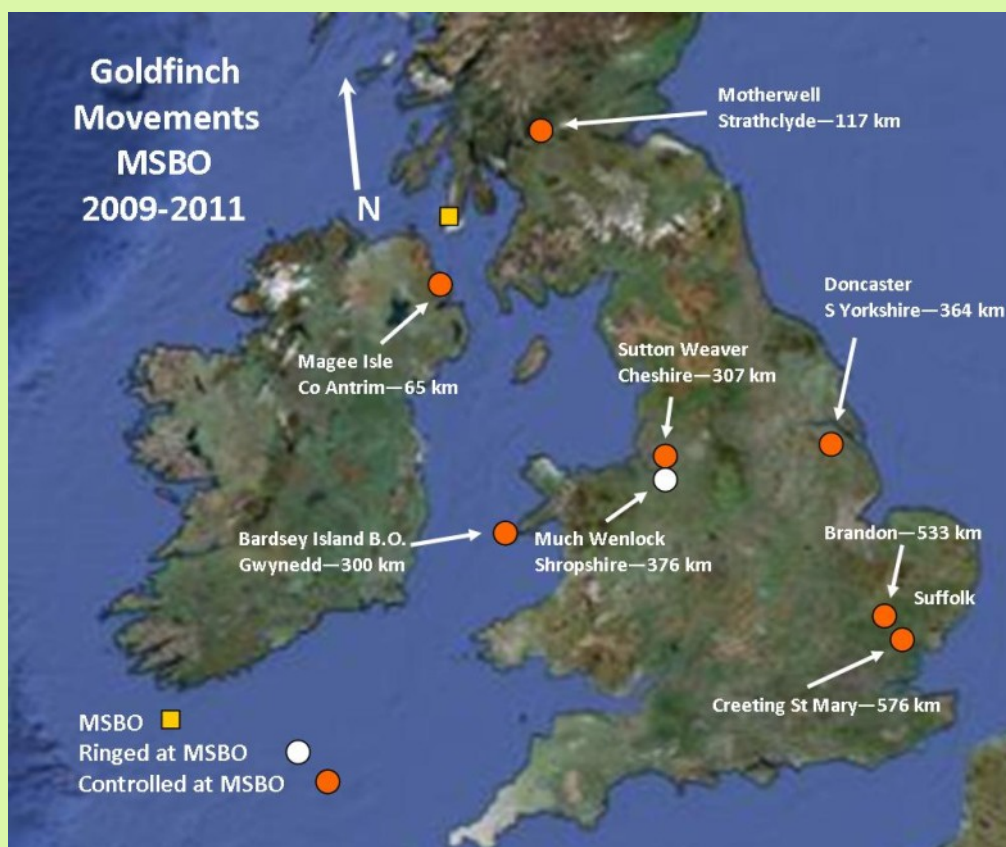 Goldfinch
Movements
MSBO
2009-2011
N
Motherwell
Strathclyde—117 km
Doncaster
S Yorkshire—364 km
Magee Isle
Co Antrim—65 km
Sutton Weaver
Cheshire—307 km
Bardsey Island B.O.
Gwynedd—300 km
Much Wenlock
Shropshire—376 km
Brandon—533 km
Suffolk
Creeting St Mary—576 km
MSBO
Ringed at MSBO
Controlled at MSBO